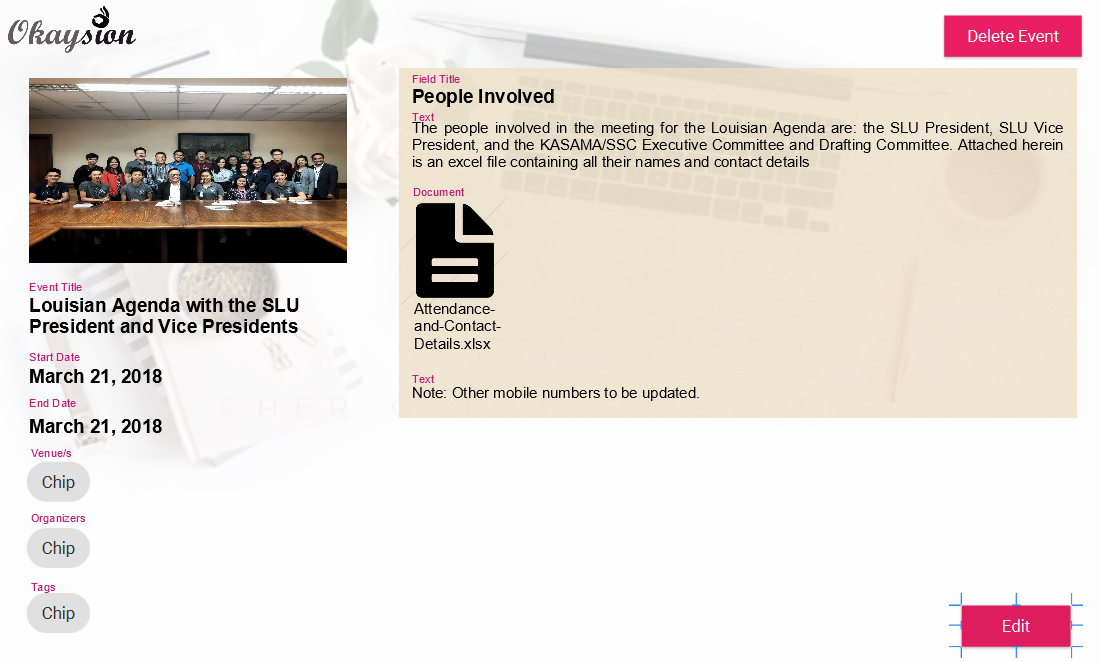 Okaysion
Delete Event
Event Title
Louisian Agenda with the SLU
President and Vice Presidents
Start Date
March 21, 2018
End Date
March 21, 2018
Venue/s
Chip
Organizers
Chip
Tags
Chip
Field Title
People Involved
Text
The people involved in the meeting for the Louisian Agenda are: the SLU President, SLU Vice
President, and the KASAMA/SSC Executive Committee and Drafting Committee. Attached herein
is an excel file containing all their names and contact details
Document
Attendance-
and-Contact-
Details.xlsx
Text
Note: Other mobile numbers to be updated.
© HER
Edit